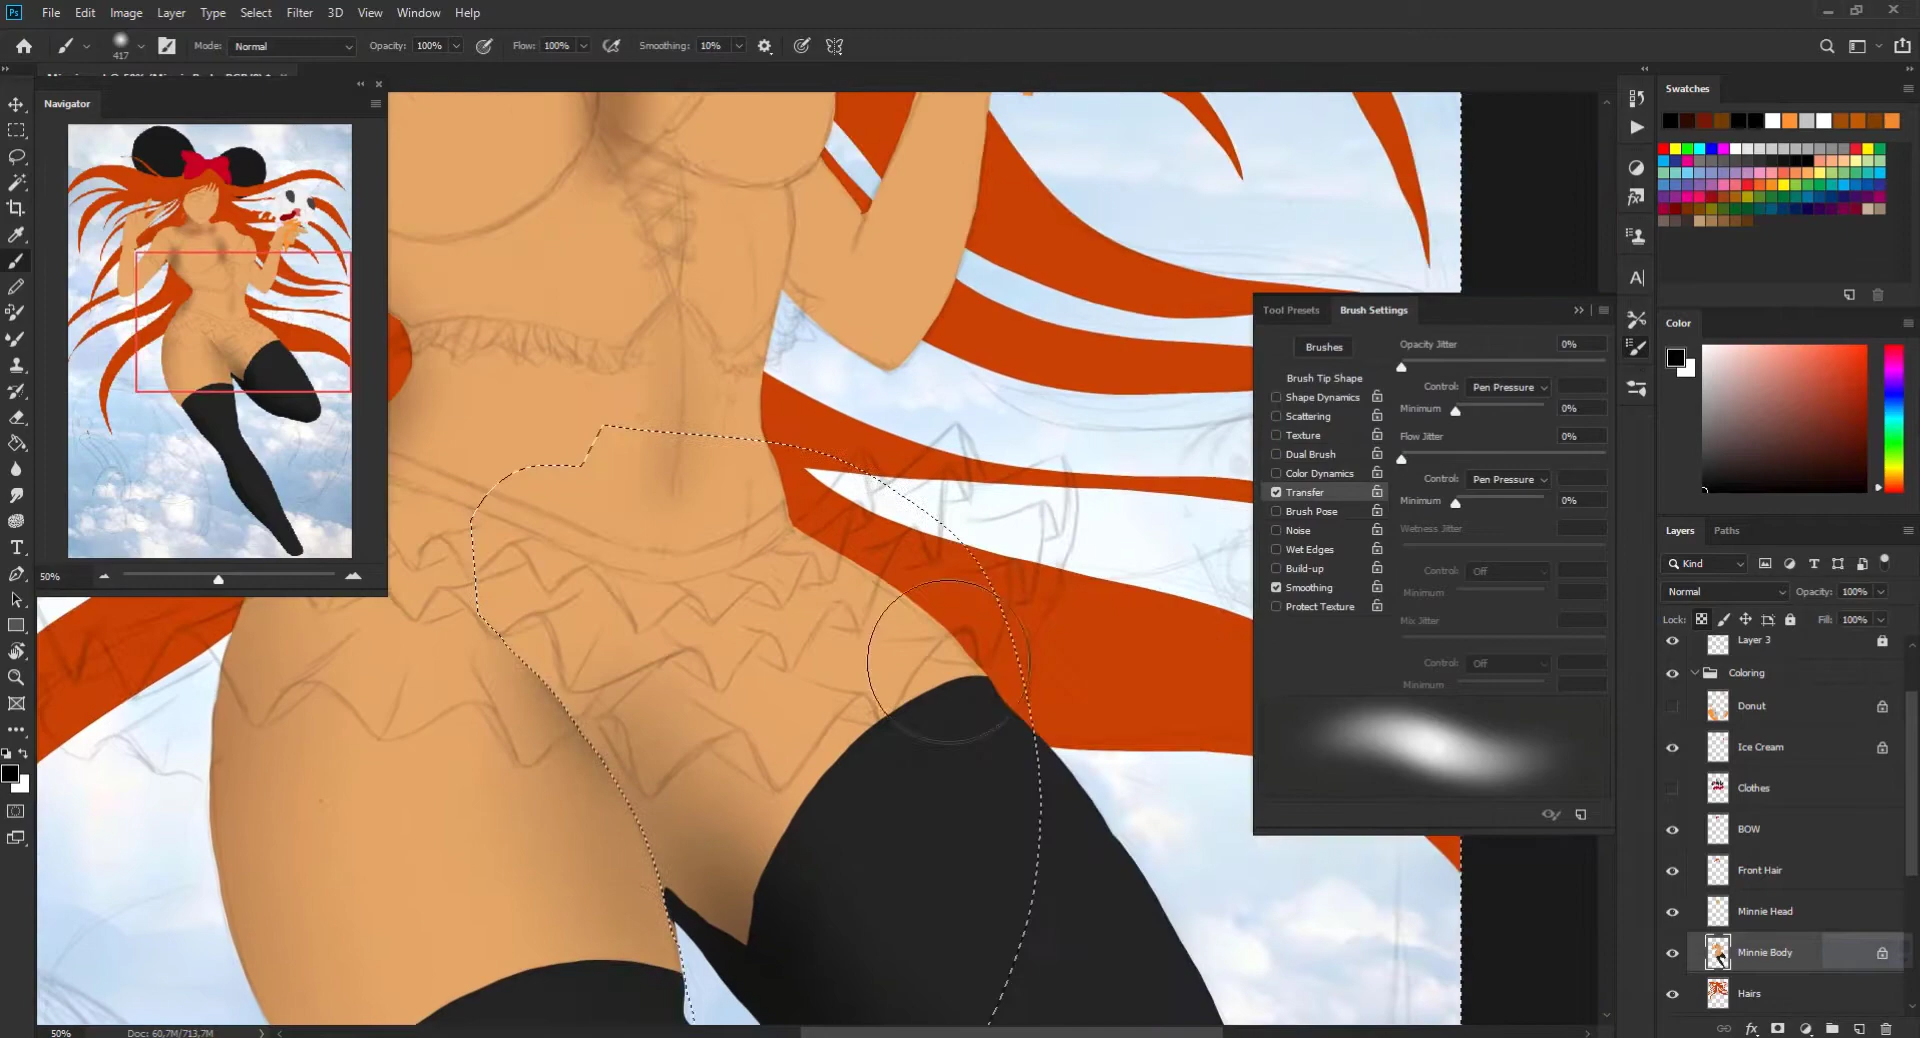 Ps File Edit Image Layer Type Select Filter 3D View Window Help
417 Mode: Normal Opacity: 100% Flow: 100% Smoothing: 10%
Navigator
50%
Tool Presets Brush Settings
Brushes
Brush Tip Shape
Shape Dynamics
Scattering
Texture
Dual Brush
Color Dynamics
Transfer
Brush Pose
Noise
Wet Edges
Build-up
Smoothing
Protect Texture
Opacity Jitter 0%
Control: Pen Pressure
Minimum 0%
Flow Jitter 0%
Control: Pen Pressure
Minimum 0%
Wetness Jitter
Control: Off
Minimum
Mix Jitter
Control: Off
Minimum
Swatches
Color
Layers Paths
Kind
Normal Opacity: 100%
Lock: Fill: 100%
Layer 3
Coloring
Donut
Ice Cream
Clothes
BOW
Front Hair
Minnie Head
Minnie Body
Hairs
50% Doc: 60,7M/713,7M